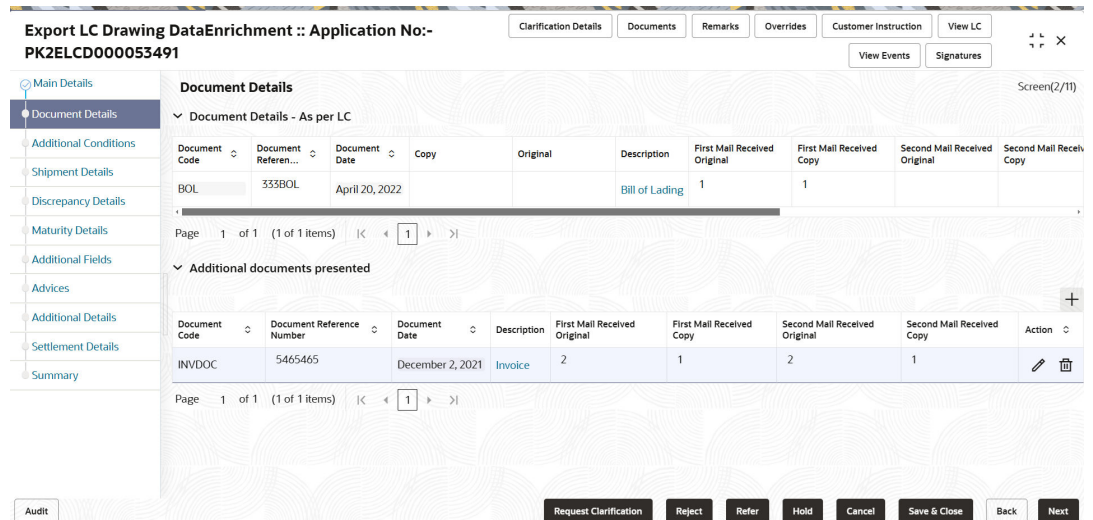 Export LC Drawing DataEnrichment :: Application No:-
PK2ELCD000053491
Clarification Details
Documents
Remarks
Overrides
Customer Instruction
View LC
View Events
Signatures
Main Details
Document Details
Additional Conditions
Shipment Details
Discrepancy Details
Maturity Details
Additional Fields
Advices
Additional Details
Settlement Details
Summary
Document Details
Screen(2/11)
Document Details - As per LC
Document Code
Document Referen...
Document Date
Copy
Original
Description
First Mail Received Original
First Mail Received Copy
Second Mail Received Original
Second Mail Receiv Copy
BOL
333BOL
April 20, 2022
Bill of Lading
1
1
Page 1 of 1 (1 of 1 items) 1
Additional documents presented
Document Code
Document Reference Number
Document Date
Description
First Mail Received Original
First Mail Received Copy
Second Mail Received Original
Second Mail Received Copy
Action
INVDOC
5465465
December 2, 2021
Invoice
2
1
2
1
Page 1 of 1 (1 of 1 items) 1
Audit
Request Clarification
Reject
Refer
Hold
Cancel
Save & Close
Back
Next